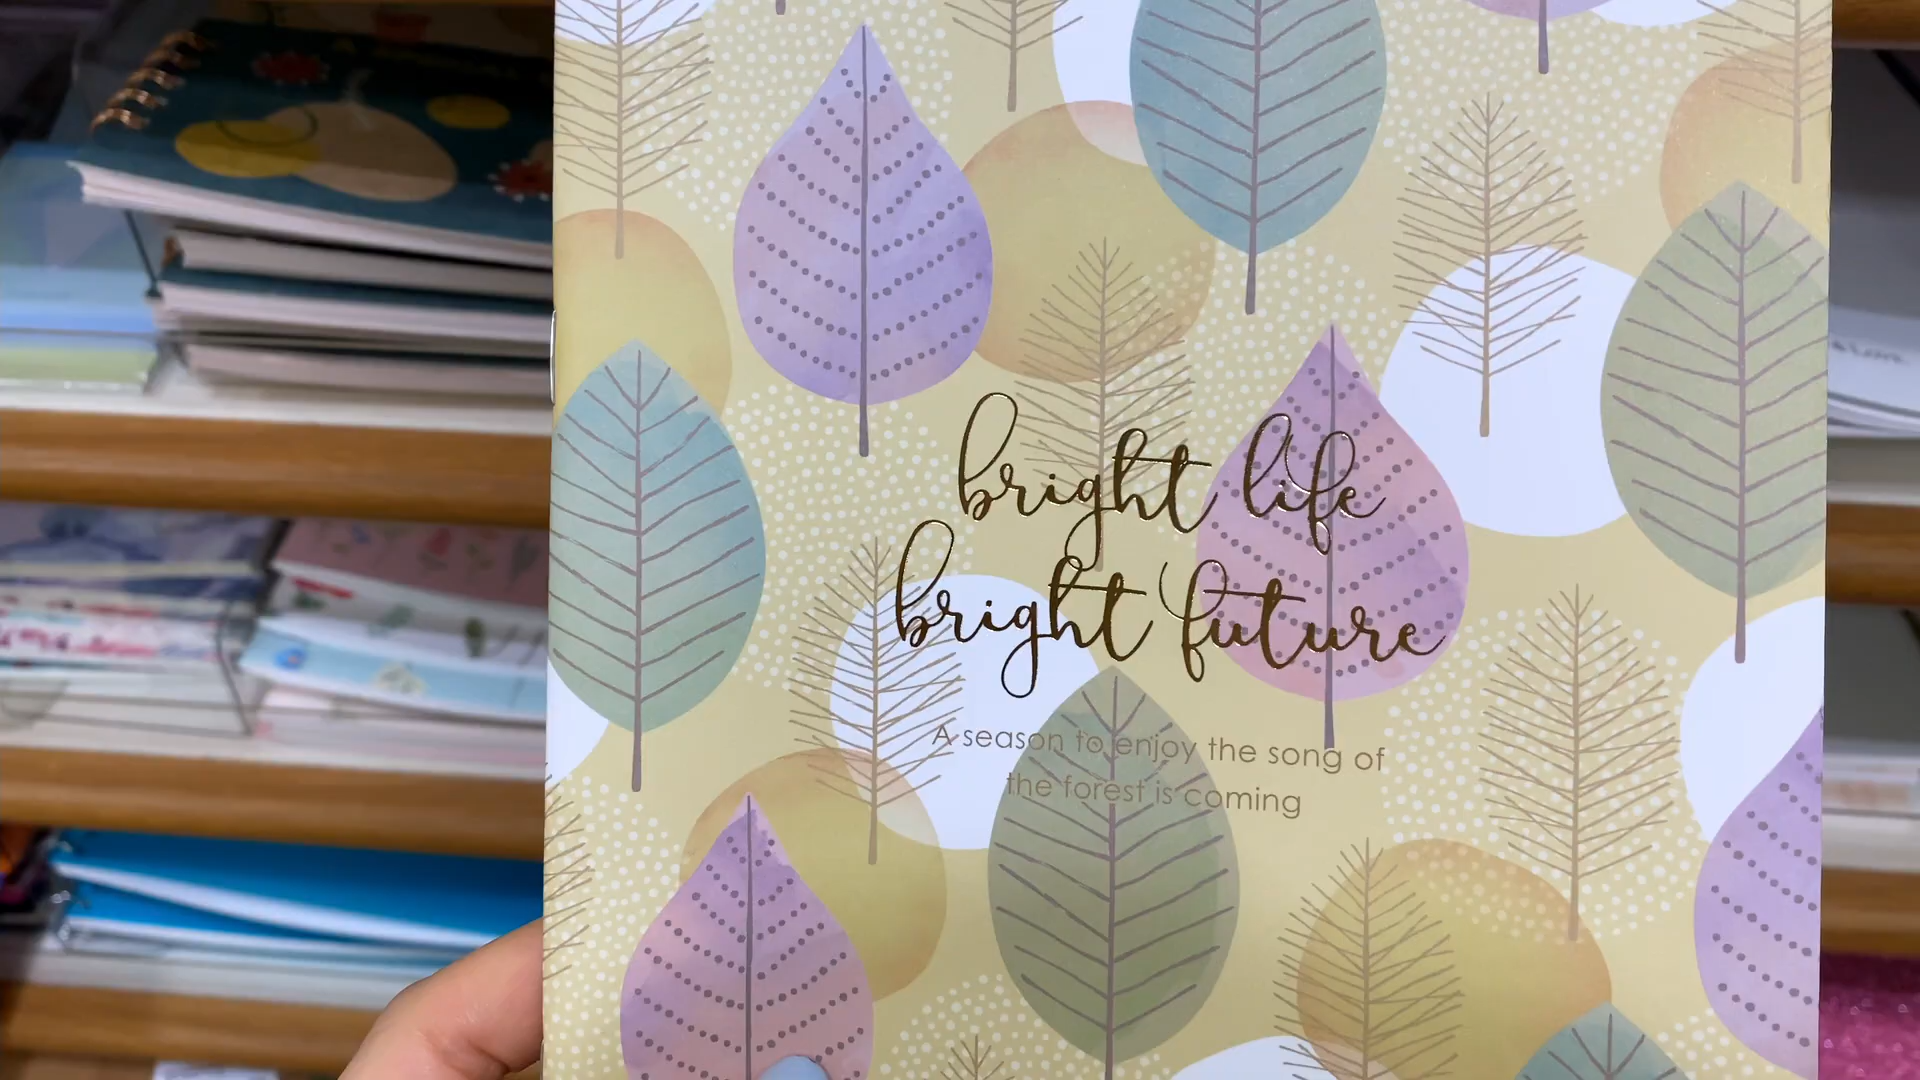 bright life
bright future
A season to enjoy the song of
the forest is coming